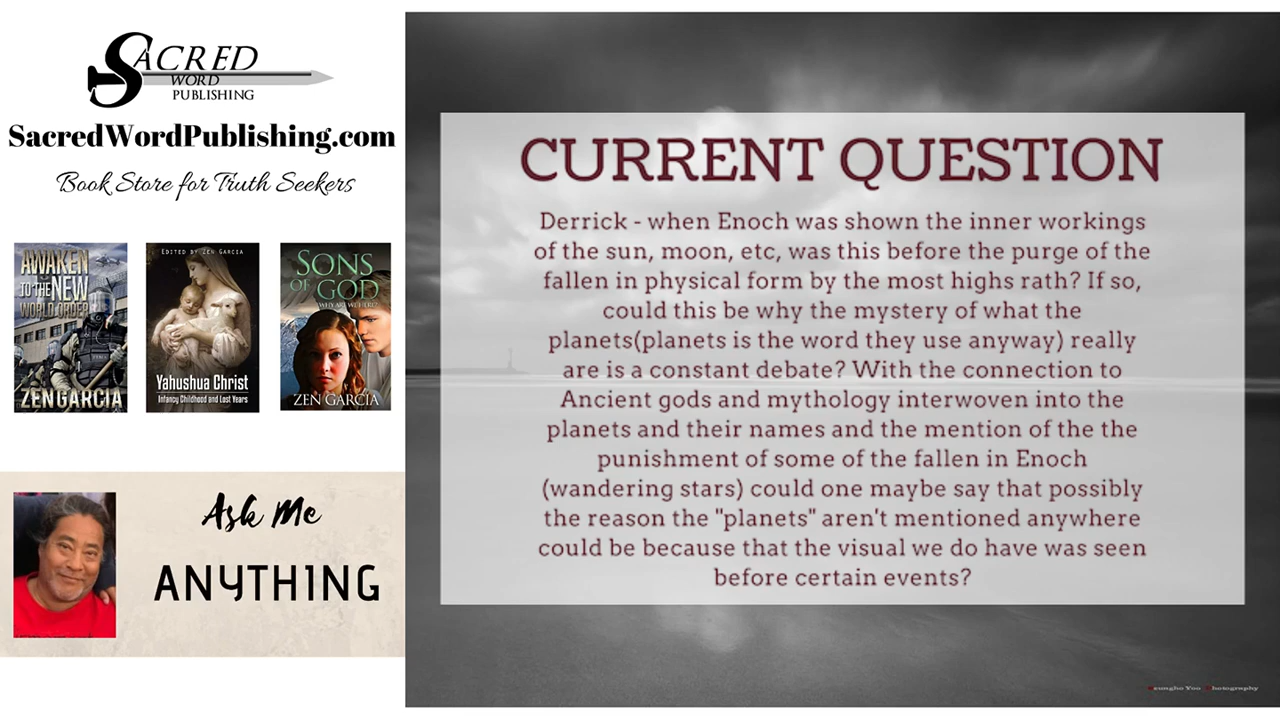 SACRED
WORD
PUBLISHING
SacredWordPublishing.com
Book Store for Truth Seekers
AWAKEN
TO THE NEW
WORLD ORDER
ZEN GARCIA
EDITED BY ZEN GARCIA
Yahushua Christ
Infancy Childhood and Lost Years
SONS
OF GOD
WHY ARE WE HERE?
ZEN GARCIA
Ask Me
ANYTHING
CURRENT QUESTION
Derrick - when Enoch was shown the inner workings
of the sun, moon, etc, was this before the purge of the
fallen in physical form by the most highs rath? If so,
could this be why the mystery of what the
planets(planets is the word they use anyway) really
are is a constant debate? With the connection to
Ancient gods and mythology interwoven into the
planets and their names and the mention of the the
punishment of some of the fallen in Enoch
(wandering stars) could one maybe say that possibly
the reason the "planets" aren't mentioned anywhere
could be because that the visual we do have was seen
before certain events?